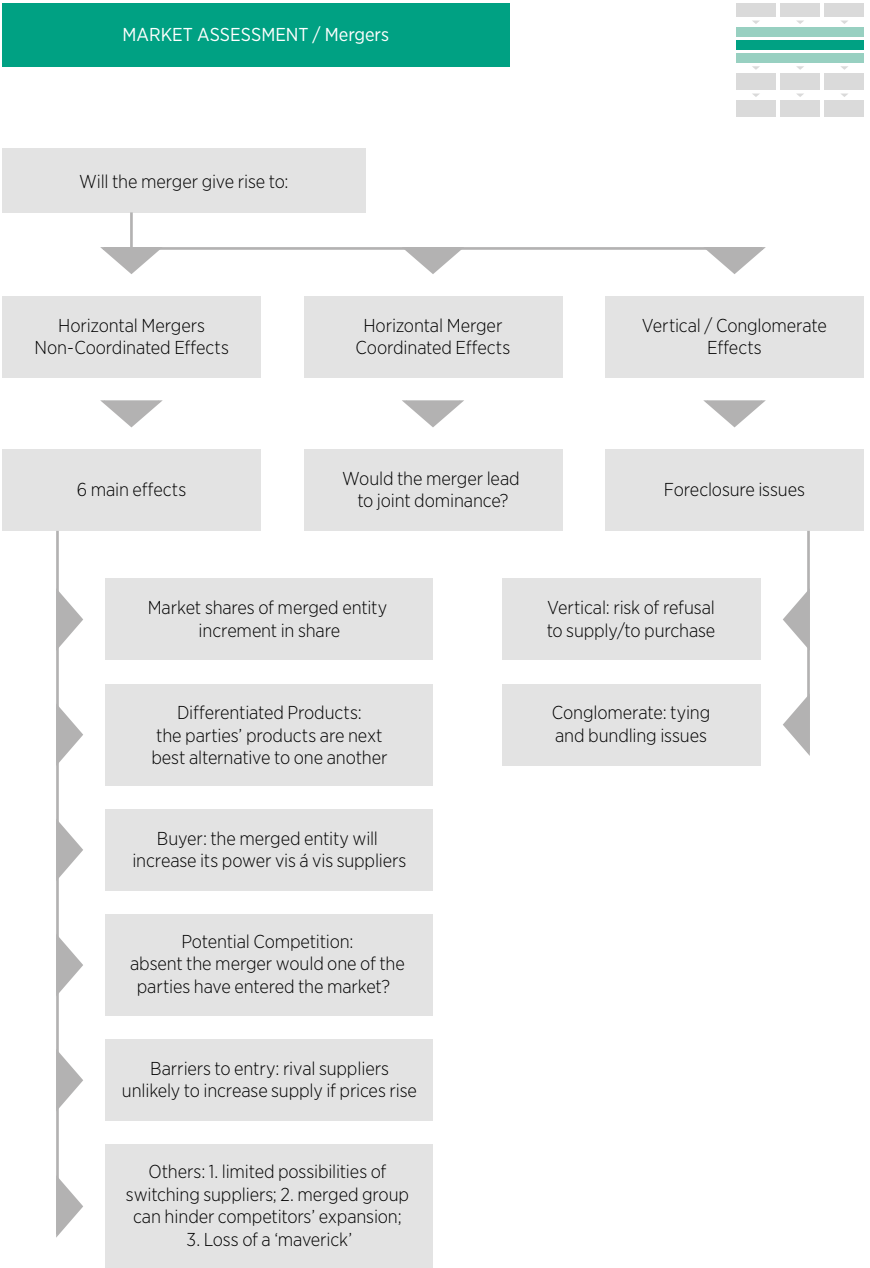 MARKET ASSESSMENT / Mergers
Will the merger give rise to:
Horizontal Mergers
Non-Coordinated Effects
Horizontal Merger
Coordinated Effects
Vertical / Conglomerate
Effects
6 main effects
Would the merger lead
to joint dominance?
Foreclosure issues
Market shares of merged entity
increment in share
Differentiated Products:
the parties’ products are next
best alternative to one another
Buyer: the merged entity will
increase its power vis á vis suppliers
Potential Competition:
absent the merger would one of the
parties have entered the market?
Barriers to entry: rival suppliers
unlikely to increase supply if prices rise
Others: 1. limited possibilities of
switching suppliers; 2. merged group
can hinder competitors’ expansion;
3. Loss of a ‘maverick’
Vertical: risk of refusal
to supply/to purchase
Conglomerate: tying
and bundling issues